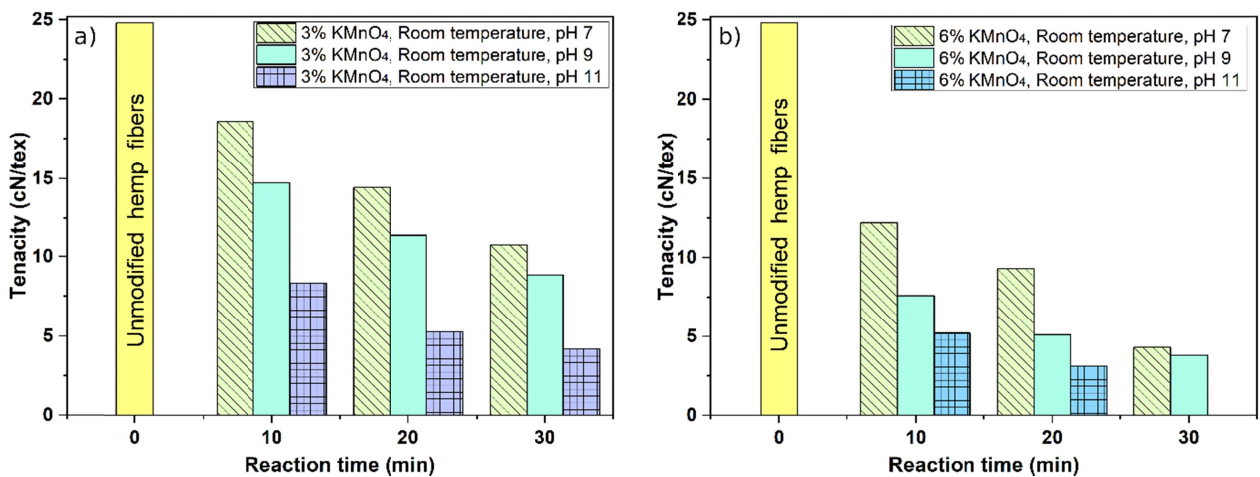 a)
3% KMnO₄, Room temperature, pH 7
3% KMnO₄, Room temperature, pH 9
3% KMnO₄, Room temperature, pH 11
25
20
15
10
5
0
Tenacity (cN/tex)
Unmodified hemp fibers
0
10
20
30
Reaction time (min)
b)
6% KMnO₄, Room temperature, pH 7
6% KMnO₄, Room temperature, pH 9
6% KMnO₄, Room temperature, pH 11
25
20
15
10
5
0
Tenacity (cN/tex)
Unmodified hemp fibers
0
10
20
30
Reaction time (min)